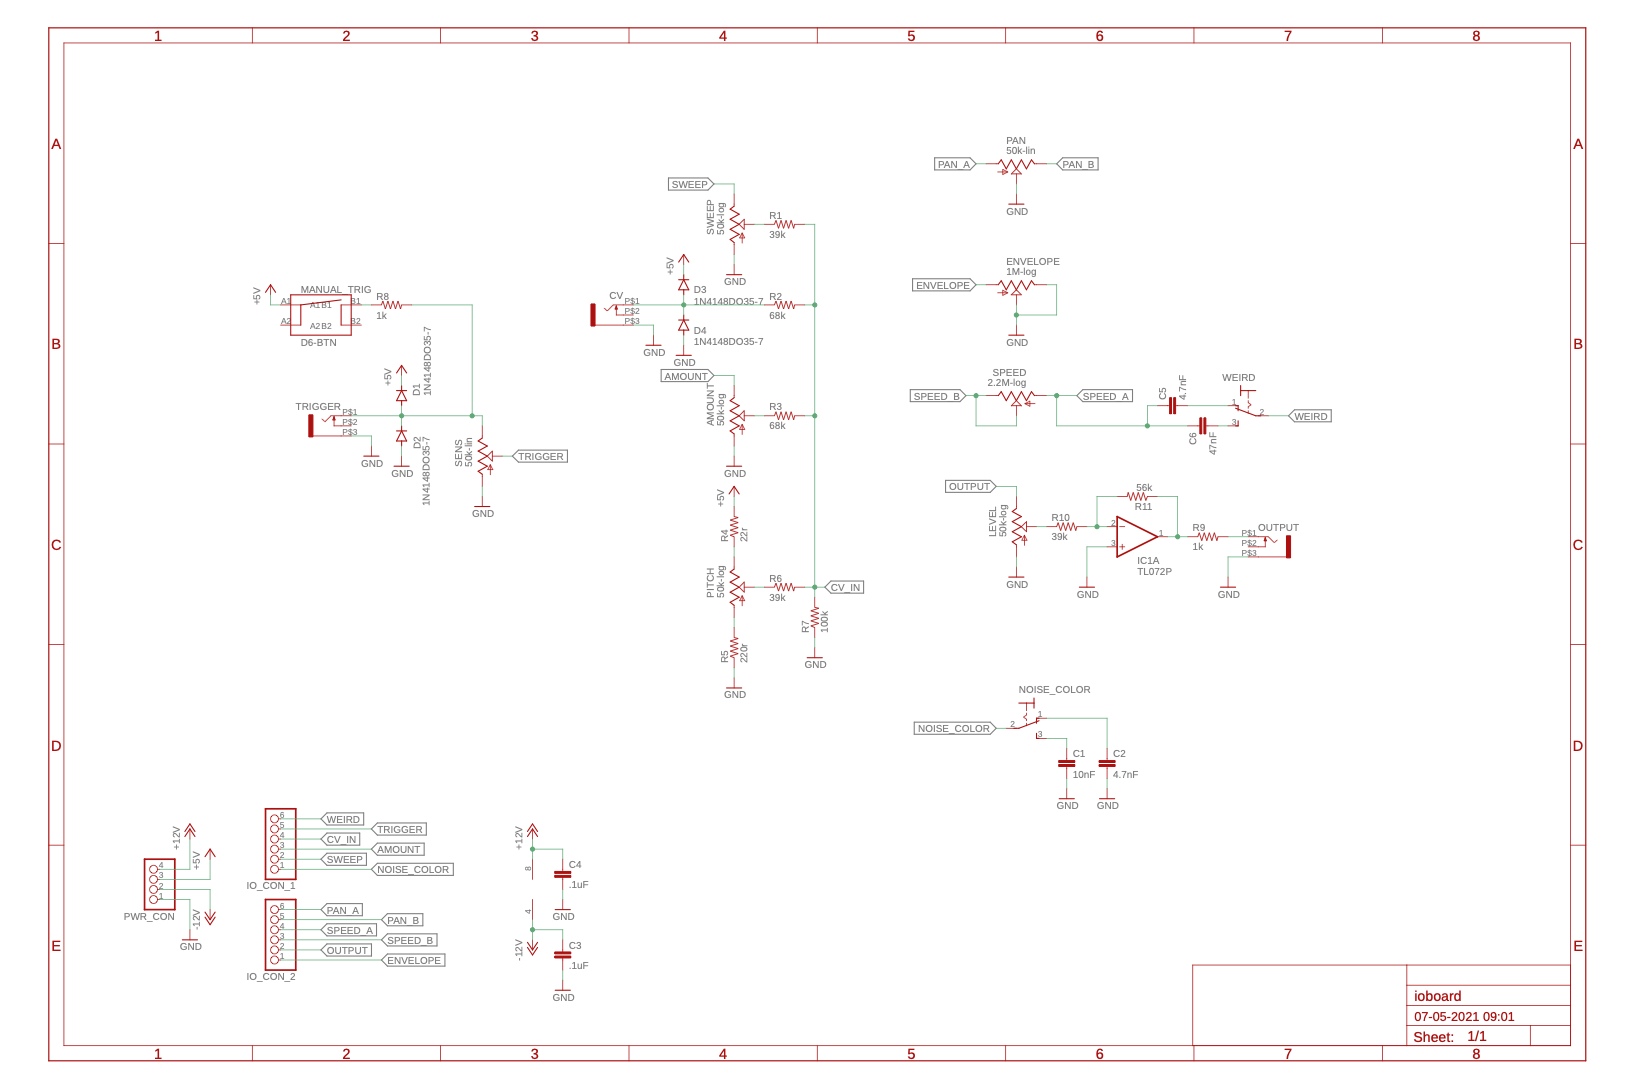 1 2 3 4 5 6 7 8
A
A
B
B
C
C
D
D
E
E
+5V
A1
A1B1
B1
A2
A2 B2
B2
MANUAL_TRIG
D6-BTN
R8
1k
TRIGGER
P$1
P$2
P$3
GND
+5V
D1
1N4148DO35-7
D2
1N4148DO35-7
GND
SENS
50k-lin
TRIGGER
GND
SWEEP
SWEEP
50k-log
R1
39k
GND
CV
P$1
P$2
P$3
GND
+5V
D3
1N4148DO35-7
D4
1N4148DO35-7
GND
R2
68k
AMOUNT
AMOUNT
50k-log
R3
68k
GND
+5V
R4
22r
PITCH
50k-log
R6
39k
CV_IN
R5
220r
GND
R7
100k
GND
PAN
50k-lin
PAN_A
PAN_B
GND
ENVELOPE
1M-log
ENVELOPE
GND
SPEED
2.2M-log
SPEED_B
SPEED_A
C5
4.7nF
C6
47nF
WEIRD
1
2
3
WEIRD
OUTPUT
LEVEL
50k-log
GND
R10
39k
56k
R11
2
3
1
IC1A
TL072P
GND
R9
1k
OUTPUT
P$1
P$2
P$3
GND
NOISE_COLOR
NOISE_COLOR
2
1
3
C1
10nF
C2
4.7nF
GND
GND
+12V
+5V
4
3
2
1
PWR_CON
-12V
GND
6
5
4
3
2
1
WEIRD
TRIGGER
CV_IN
AMOUNT
SWEEP
NOISE_COLOR
IO_CON_1
6
5
4
3
2
1
PAN_A
PAN_B
SPEED_A
SPEED_B
OUTPUT
ENVELOPE
IO_CON_2
+12V
8
C4
.1uF
GND
4
-12V
C3
.1uF
GND
ioboard
07-05-2021 09:01
Sheet: 1/1
1 2 3 4 5 6 7 8